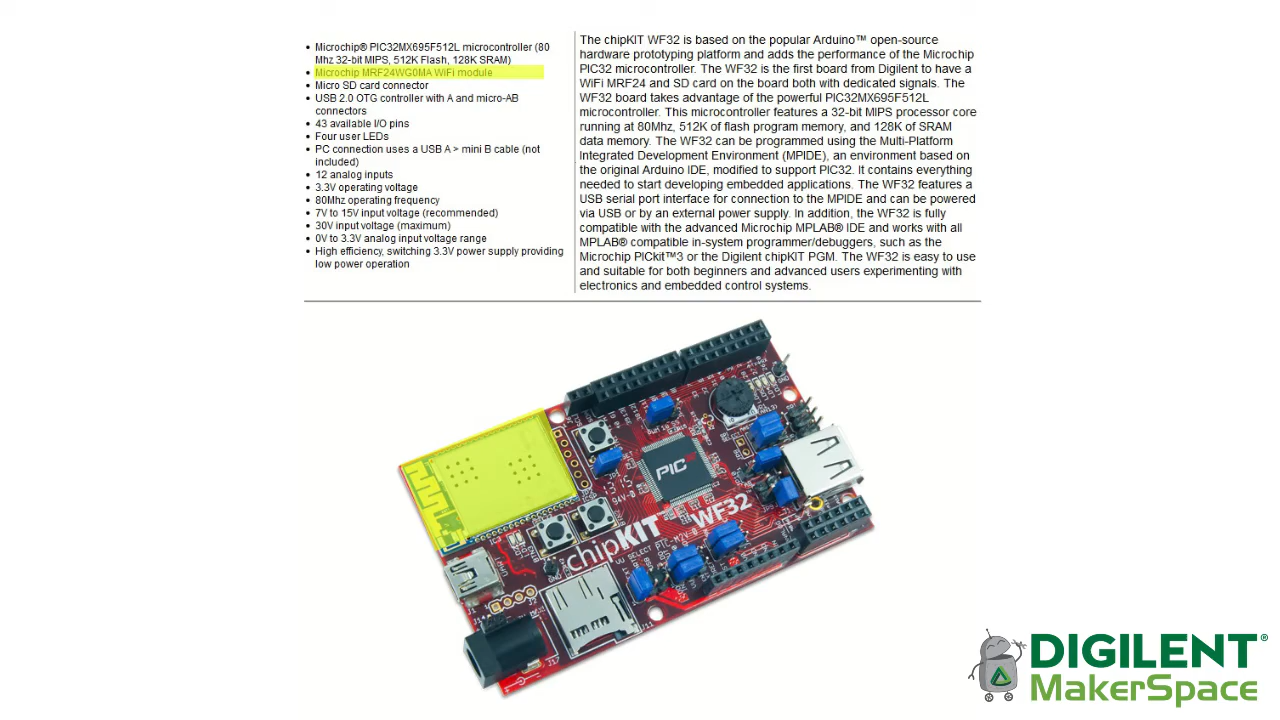 Microchip® PIC32MX695F512L microcontroller (80
Mhz 32-bit MIPS, 512K Flash, 128K SRAM)
Microchip MRF24WG0MA WiFi module
Micro SD card connector
USB 2.0 OTG controller with A and micro-AB
connectors
43 available I/O pins
Four user LEDs
PC connection uses a USB A > mini B cable (not
included)
12 analog inputs
3.3V operating voltage
80Mhz operating frequency
7V to 15V input voltage (recommended)
30V input voltage (maximum)
0V to 3.3V analog input voltage range
High efficiency, switching 3.3V power supply providing
low power operation
The chipKIT WF32 is based on the popular Arduino™ open-source
hardware prototyping platform and adds the performance of the Microchip
PIC32 microcontroller. The WF32 is the first board from Digilent to have a
WiFi MRF24 and SD card on the board both with dedicated signals. The
WF32 board takes advantage of the powerful PIC32MX695F512L
microcontroller. This microcontroller features a 32-bit MIPS processor core
running at 80Mhz, 512K of flash program memory, and 128K of SRAM
data memory. The WF32 can be programmed using the Multi-Platform
Integrated Development Environment (MPIDE), an environment based on
the original Arduino IDE, modified to support PIC32. It contains everything
needed to start developing embedded applications. The WF32 features a
USB serial port interface for connection to the MPIDE and can be powered
via USB or by an external power supply. In addition, the WF32 is fully
compatible with the advanced Microchip MPLAB® IDE and works with all
MPLAB® compatible in-system programmer/debuggers, such as the
Microchip PICkit™3 or the Digilent chipKIT PGM. The WF32 is easy to use
and suitable for both beginners and advanced users experimenting with
electronics and embedded control systems.
PIC
chipKIT WF32
94V-0
M2V-0
UART
GND
J1
J2
J11
DIGILENT®
MakerSpace